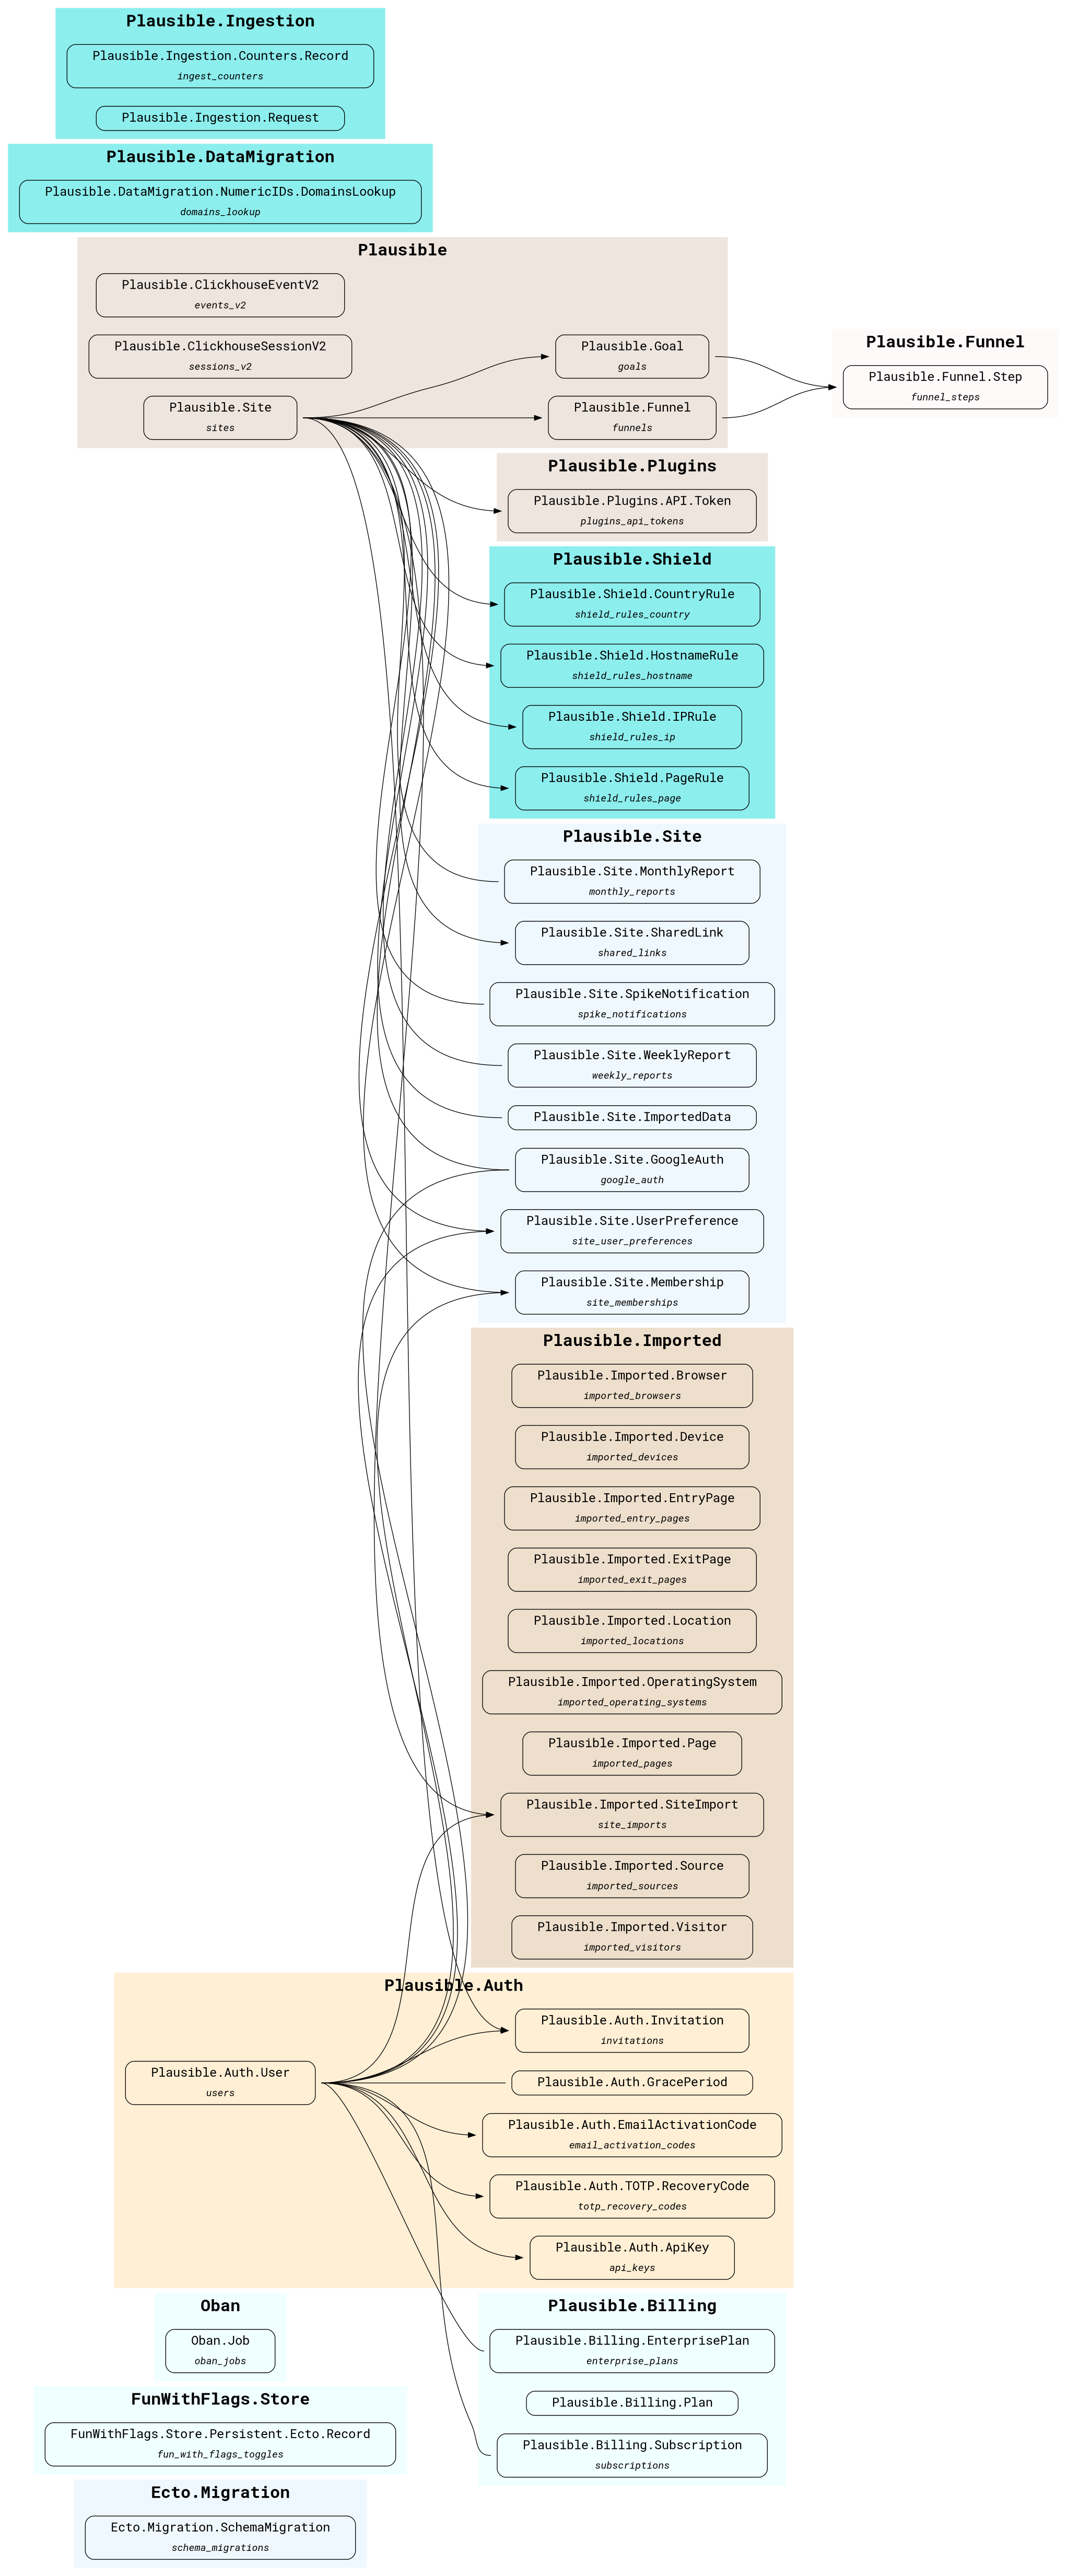 Plausible.Ingestion
Plausible.Ingestion.Counters.Record
ingest_counters
Plausible.Ingestion.Request
Plausible.DataMigration
Plausible.DataMigration.NumericIDs.DomainsLookup
domains_lookup
Plausible
Plausible.ClickhouseEventV2
events_v2
Plausible.ClickhouseSessionV2
sessions_v2
Plausible.Site
sites
Plausible.Goal
goals
Plausible.Funnel
funnels
Plausible.Funnel
Plausible.Funnel.Step
funnel_steps
Plausible.Plugins
Plausible.Plugins.API.Token
plugins_api_tokens
Plausible.Shield
Plausible.Shield.CountryRule
shield_rules_country
Plausible.Shield.HostnameRule
shield_rules_hostname
Plausible.Shield.IPRule
shield_rules_ip
Plausible.Shield.PageRule
shield_rules_page
Plausible.Site
Plausible.Site.MonthlyReport
monthly_reports
Plausible.Site.SharedLink
shared_links
Plausible.Site.SpikeNotification
spike_notifications
Plausible.Site.WeeklyReport
weekly_reports
Plausible.Site.ImportedData
Plausible.Site.GoogleAuth
google_auth
Plausible.Site.UserPreference
site_user_preferences
Plausible.Site.Membership
site_memberships
Plausible.Imported
Plausible.Imported.Browser
imported_browsers
Plausible.Imported.Device
imported_devices
Plausible.Imported.EntryPage
imported_entry_pages
Plausible.Imported.ExitPage
imported_exit_pages
Plausible.Imported.Location
imported_locations
Plausible.Imported.OperatingSystem
imported_operating_systems
Plausible.Imported.Page
imported_pages
Plausible.Imported.SiteImport
site_imports
Plausible.Imported.Source
imported_sources
Plausible.Imported.Visitor
imported_visitors
Plausible.Auth
Plausible.Auth.User
users
Plausible.Auth.Invitation
invitations
Plausible.Auth.GracePeriod
Plausible.Auth.EmailActivationCode
email_activation_codes
Plausible.Auth.TOTP.RecoveryCode
totp_recovery_codes
Plausible.Auth.ApiKey
api_keys
Oban
Oban.Job
oban_jobs
Plausible.Billing
Plausible.Billing.EnterprisePlan
enterprise_plans
Plausible.Billing.Plan
Plausible.Billing.Subscription
subscriptions
FunWithFlags.Store
FunWithFlags.Store.Persistent.Ecto.Record
fun_with_flags_toggles
Ecto.Migration
Ecto.Migration.SchemaMigration
schema_migrations